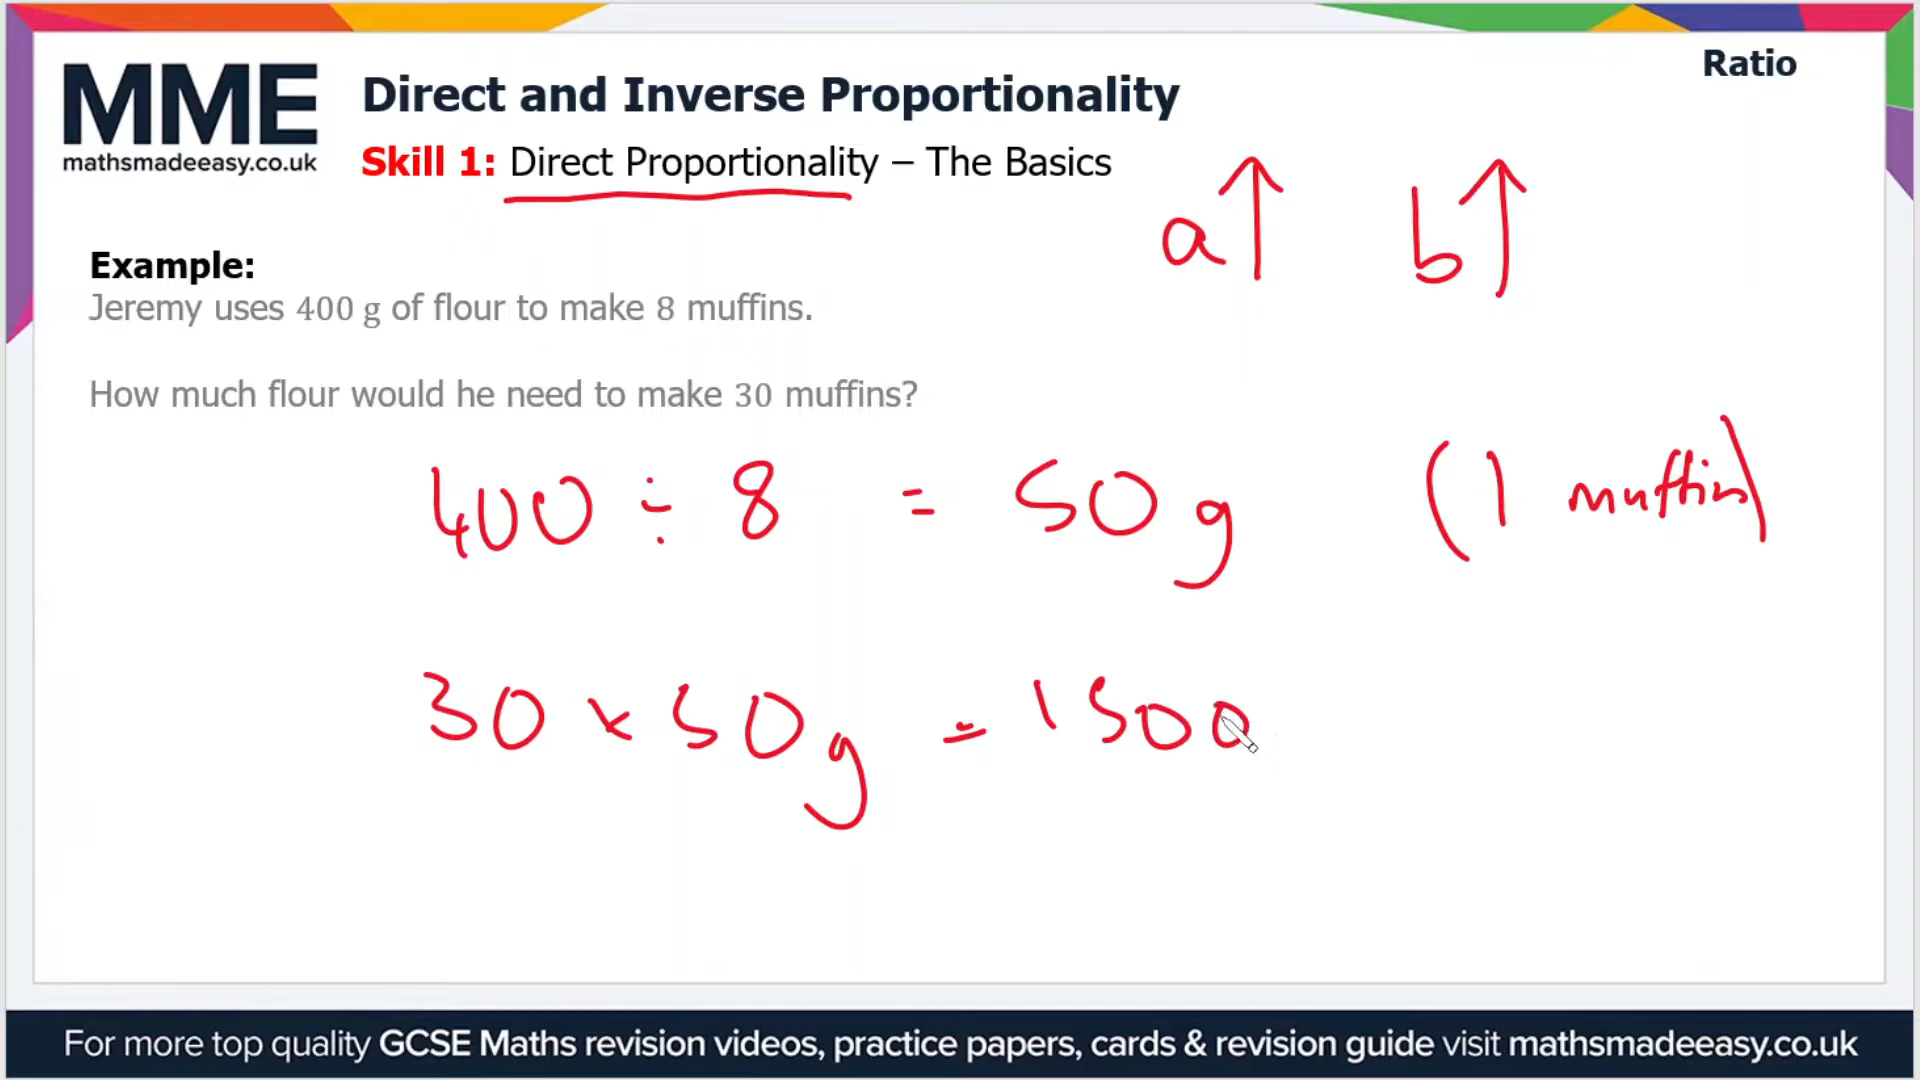 Ratio
MME
mathsmadeeasy.co.uk
Direct and Inverse Proportionality
Skill 1: Direct Proportionality – The Basics
a↑ b↑
Example:
Jeremy uses 400 g of flour to make 8 muffins.
How much flour would he need to make 30 muffins?
400 ÷ 8 = 50g (1 muffin)
30 × 50g = 1500
For more top quality GCSE Maths revision videos, practice papers, cards & revision guide visit mathsmadeeasy.co.uk